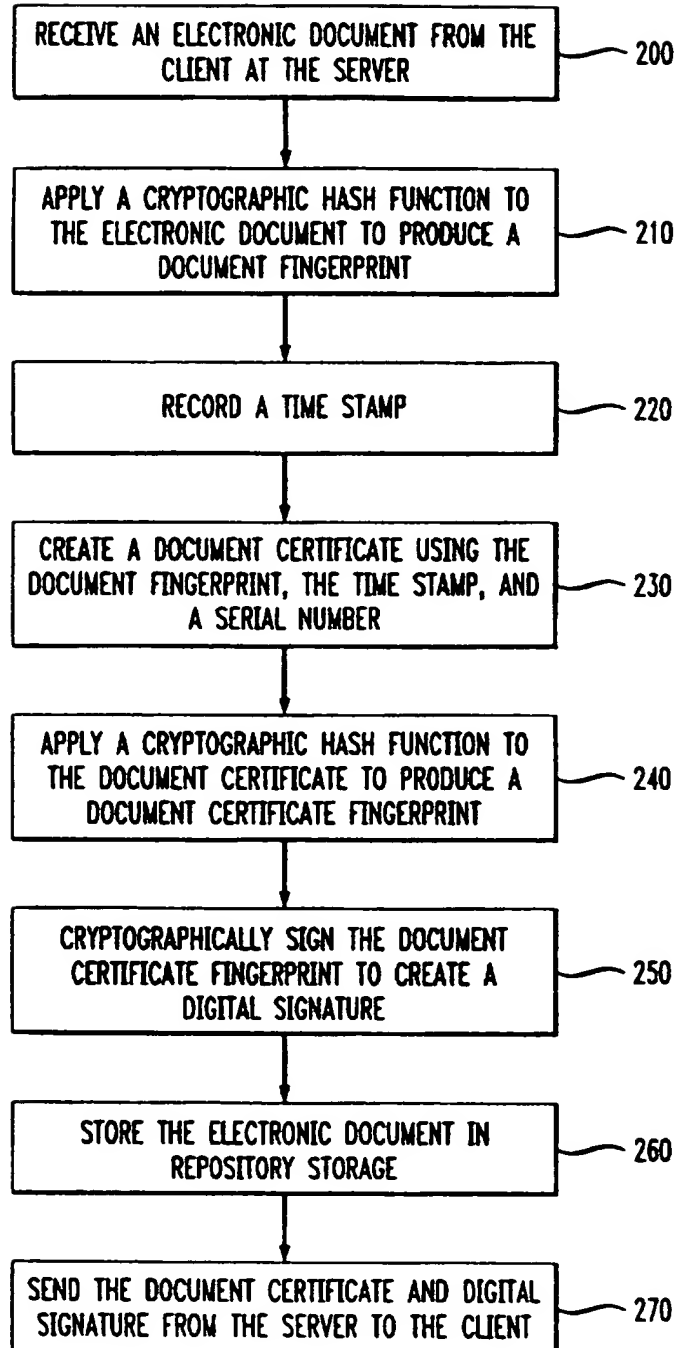 RECEIVE AN ELECTRONIC DOCUMENT FROM THE
CLIENT AT THE SERVER
200
APPLY A CRYPTOGRAPHIC HASH FUNCTION TO
THE ELECTRONIC DOCUMENT TO PRODUCE A
DOCUMENT FINGERPRINT
210
RECORD A TIME STAMP
220
CREATE A DOCUMENT CERTIFICATE USING THE
DOCUMENT FINGERPRINT, THE TIME STAMP, AND
A SERIAL NUMBER
230
APPLY A CRYPTOGRAPHIC HASH FUNCTION TO
THE DOCUMENT CERTIFICATE TO PRODUCE A
DOCUMENT CERTIFICATE FINGERPRINT
240
CRYPTOGRAPHICALLY SIGN THE DOCUMENT
CERTIFICATE FINGERPRINT TO CREATE A
DIGITAL SIGNATURE
250
STORE THE ELECTRONIC DOCUMENT IN
REPOSITORY STORAGE
260
SEND THE DOCUMENT CERTIFICATE AND DIGITAL
SIGNATURE FROM THE SERVER TO THE CLIENT
270